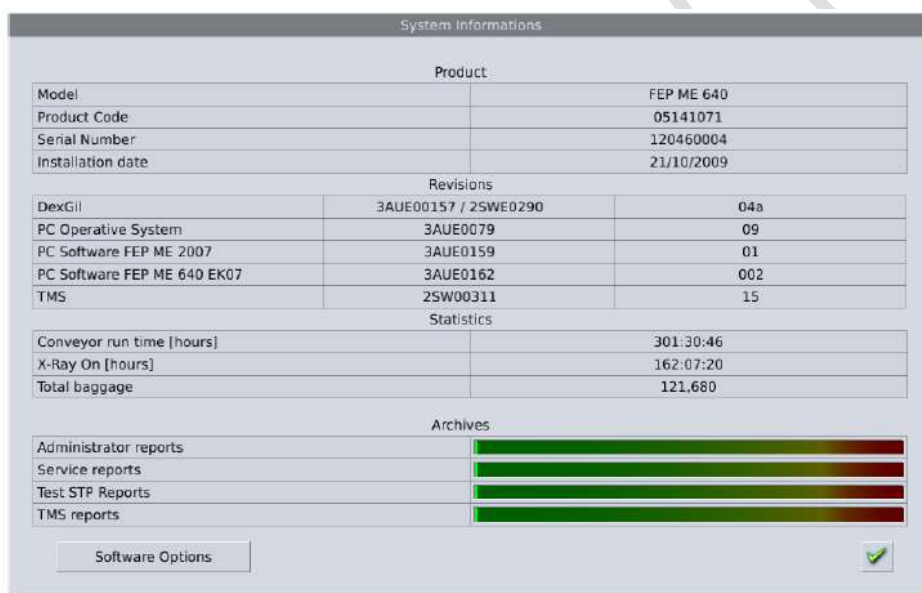 System Informations
Product
Model FEP ME 640
Product Code 05141071
Serial Number 120460004
Installation date 21/10/2009
Revisions
DexGil 3AUE00157 / 2SWE0290 04a
PC Operative System 3AUE0079 09
PC Software FEP ME 2007 3AUE0159 01
PC Software FEP ME 640 EK07 3AUE0162 002
TMS 2SW00311 15
Statistics
Conveyor run time [hours] 301:30:46
X-Ray On [hours] 162:07:20
Total baggage 121,680
Archives
Administrator reports
Service reports
Test STP Reports
TMS reports
Software Options